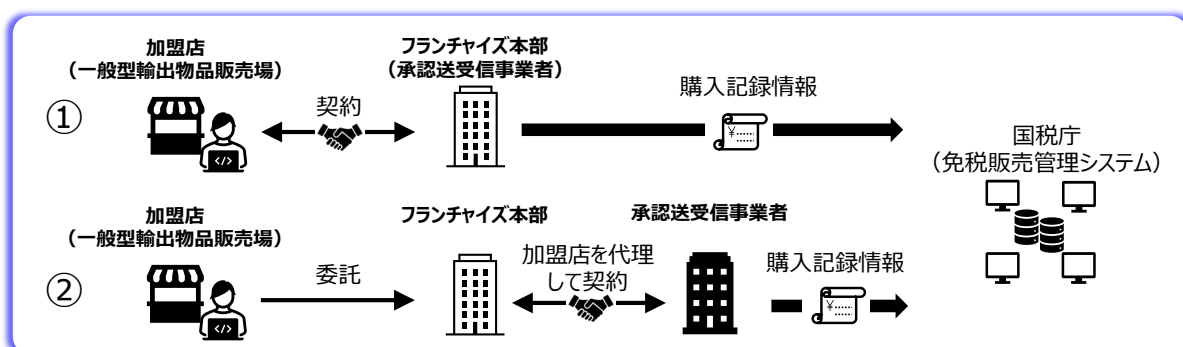 加盟店
（一般型輸出物品販売場）
フランチャイズ本部
（承認送受信事業者）
①
契約
購入記録情報
¥
国税庁
（免税販売管理システム）
加盟店
（一般型輸出物品販売場）
フランチャイズ本部
承認送受信事業者
②
委託
加盟店を代理
して契約
購入記録情報
¥